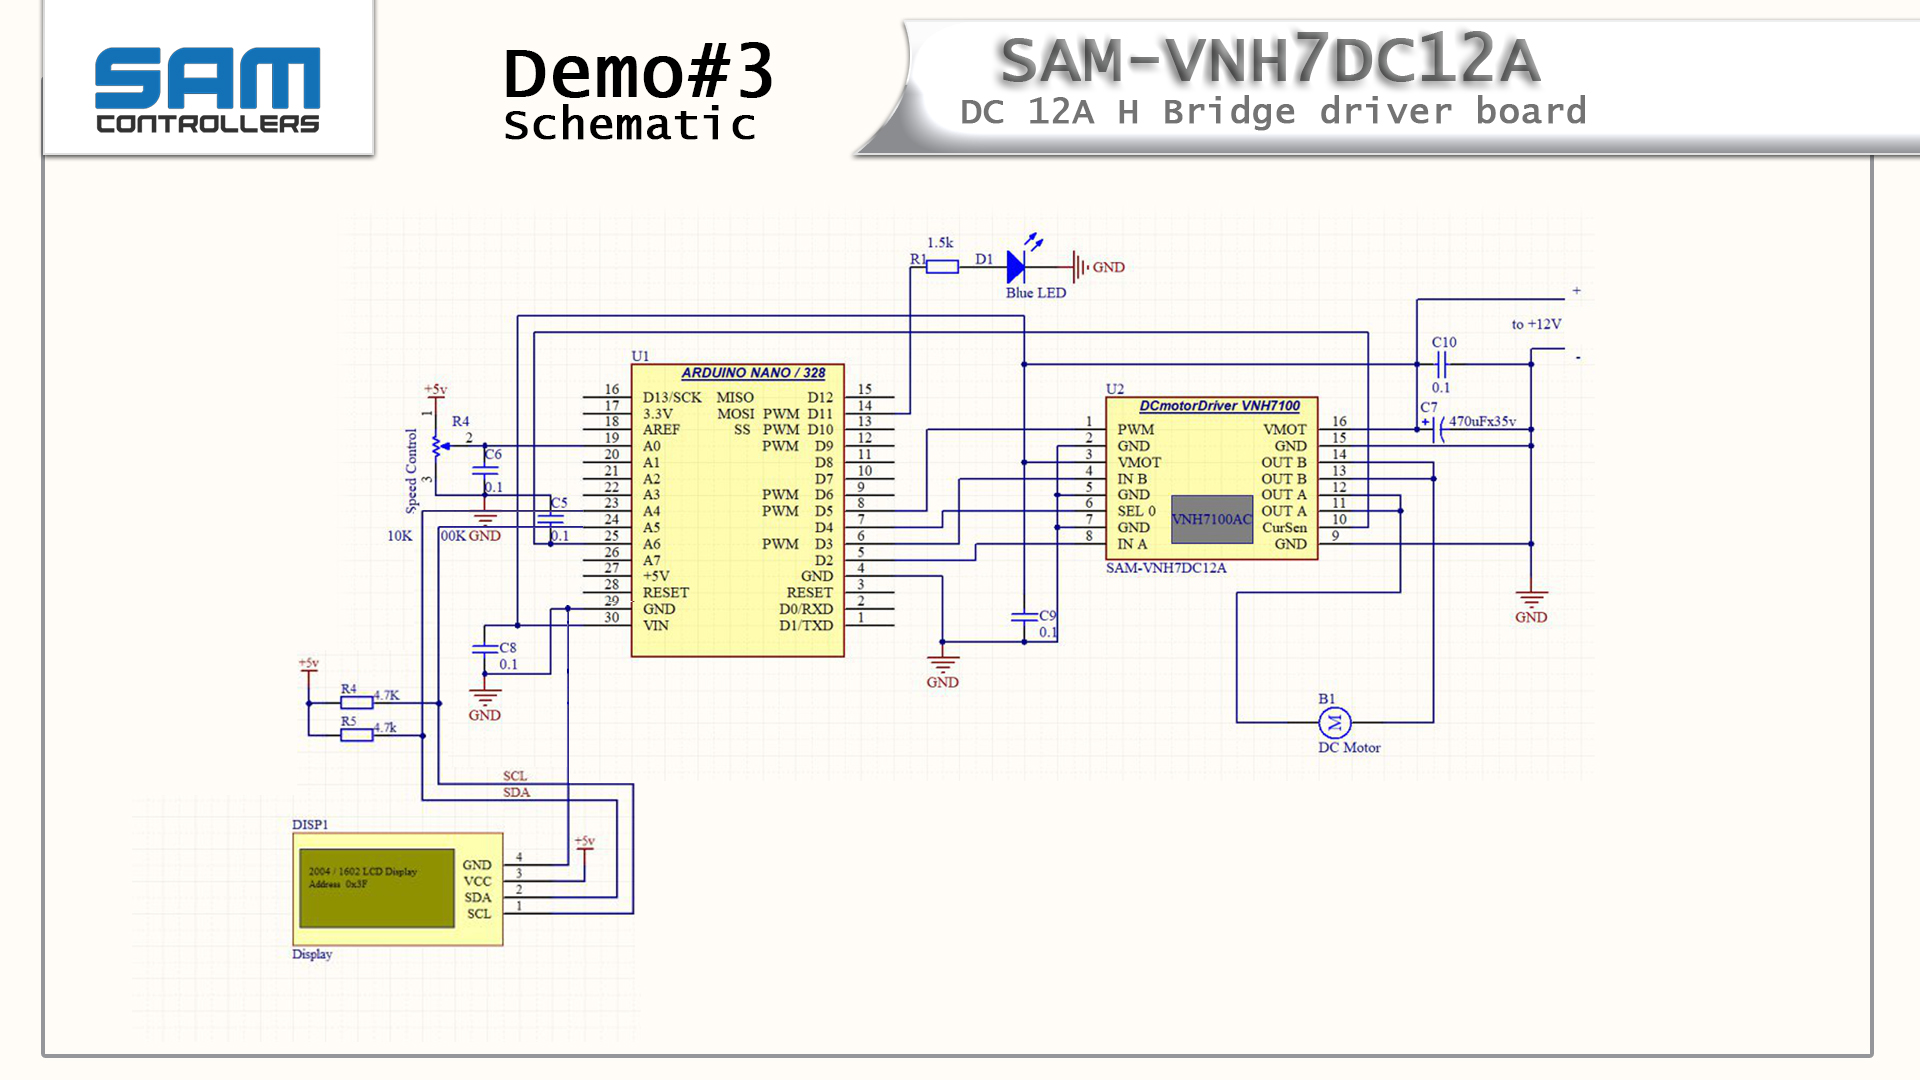 SAM
CONTROLLERS
Demo#3
Schematic
SAM-VNH7DC12A
DC 12A H Bridge driver board
1.5k
R1
D1
GND
Blue LED
+
to +12V
-
C10
0.1
C7
+
470uFx35v
U1
ARDUINO NANO / 328
16 D13/SCK MISO D12 15
17 3.3V MOSI PWM D11 14
18 AREF SS PWM D10 13
19 A0 PWM D9 12
20 A1 D8 11
21 A2 D7 10
22 A3 PWM D6 9
23 A4 PWM D5 8
24 A5 D4 7
25 A6 PWM D3 6
26 A7 D2 5
27 +5V GND 4
28 RESET RESET 3
29 GND D0/RXD 2
30 VIN D1/TXD 1
+5v
1
R4
2
3
Speed Control
10K
C6
0.1
00K
GND
C5
0.1
U2
DCmotorDriver VNH7100
1 PWM VMOT 16
2 GND GND 15
3 VMOT OUT B 14
4 IN B OUT B 13
5 GND OUT A 12
6 SEL 0 OUT A 11
7 GND CurSen 10
8 IN A GND 9
VNH7100AC
SAM-VNH7DC12A
GND
C9
0.1
GND
C8
0.1
GND
B1
M
DC Motor
+5v
R4 4.7K
R5 4.7k
SCL
SDA
DISP1
2004 / 1602 LCD Display
Address 0x3F
GND 4
VCC 3
SDA 2
SCL 1
+5v
Display